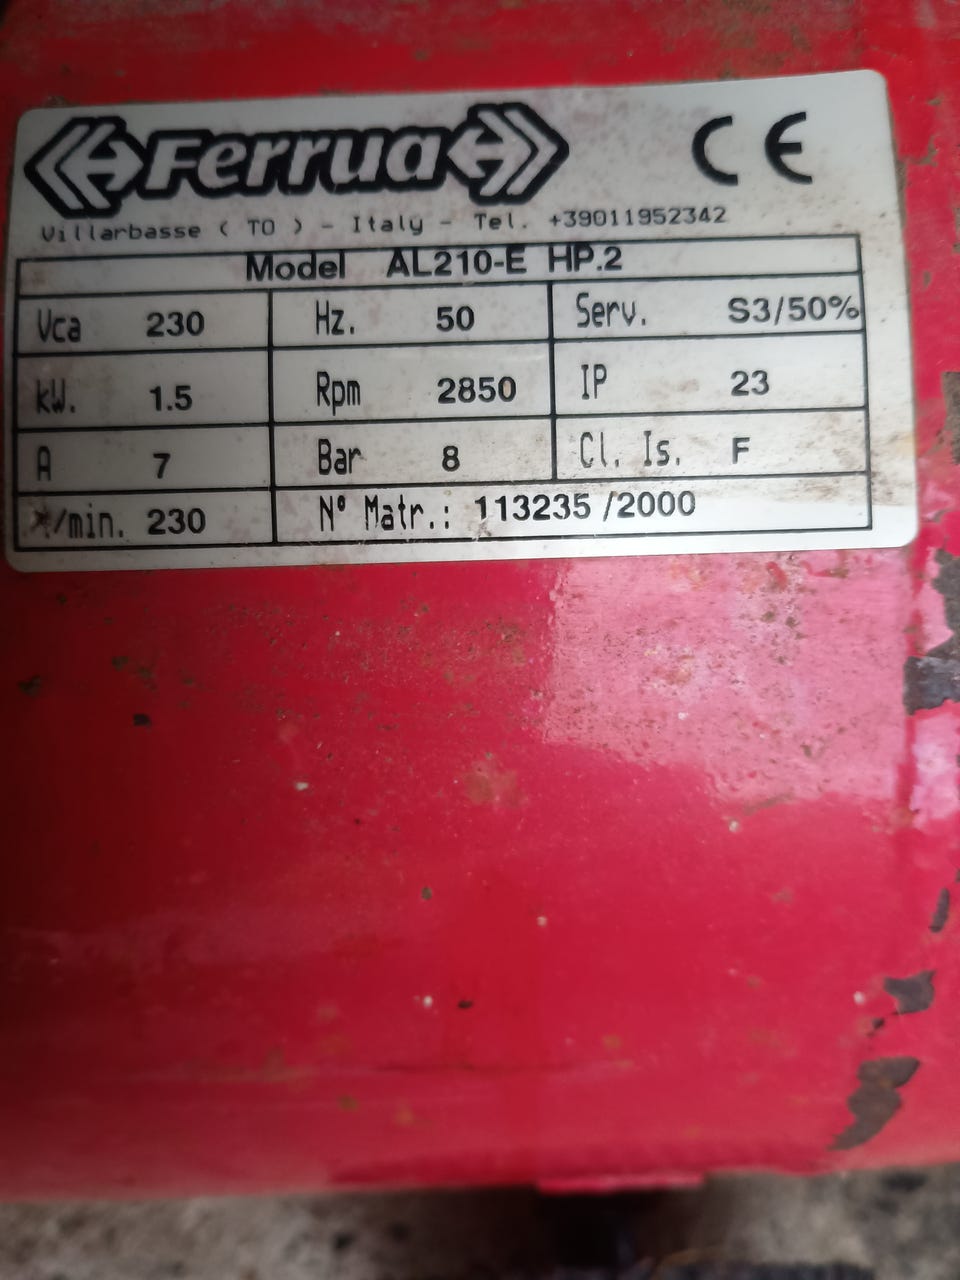 Ferrua CE
Villarbasse ( TO ) - Italy - Tel. +39011952342
Model AL210-E HP.2
Vca 230 Hz. 50 Serv. S3/50%
kW. 1.5 Rpm 2850 IP 23
A 7 Bar 8 Cl. Is. F
/min. 230 Nº Matr.: 113235 /2000